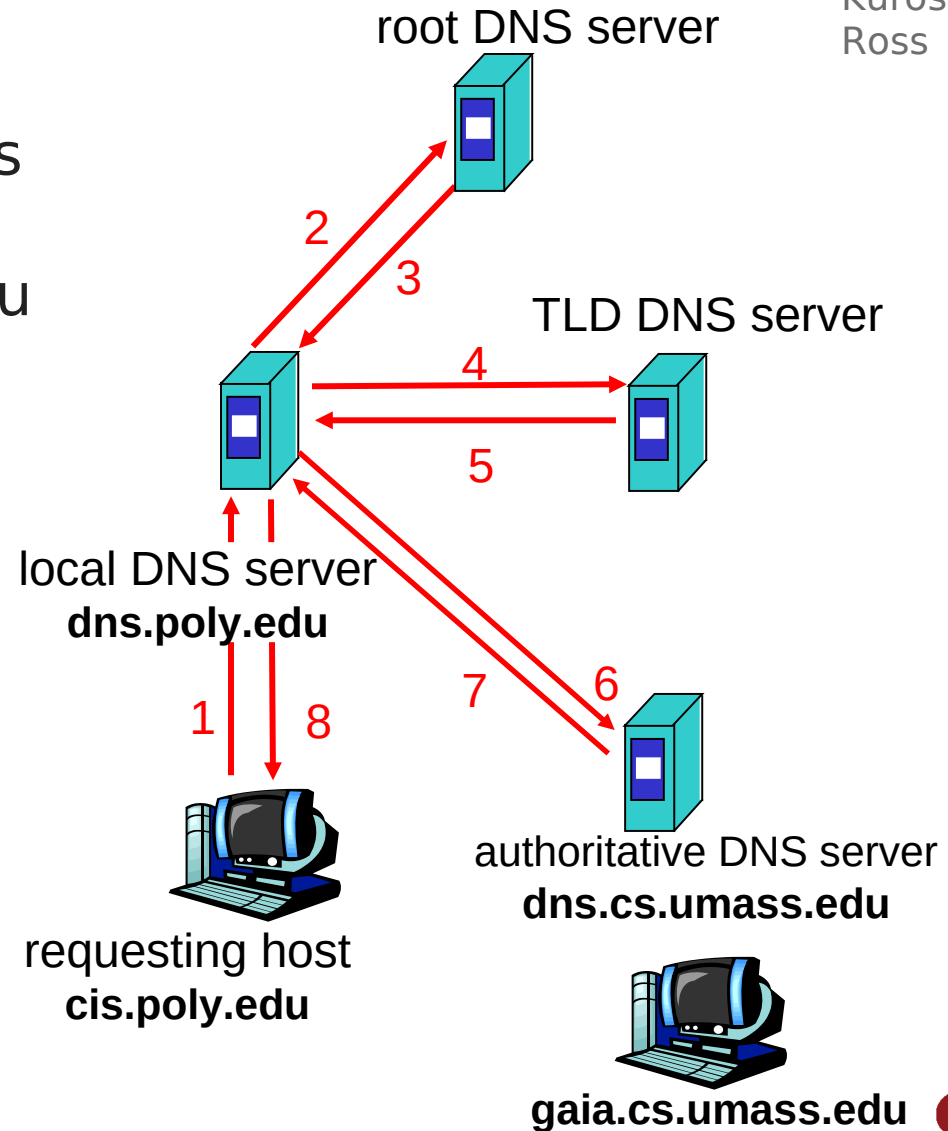 root DNS server
Ross
s
2
3
u
TLD DNS server
4
5
local DNS server
dns.poly.edu
7
6
1
8
authoritative DNS server
dns.cs.umass.edu
requesting host
cis.poly.edu
gaia.cs.umass.edu